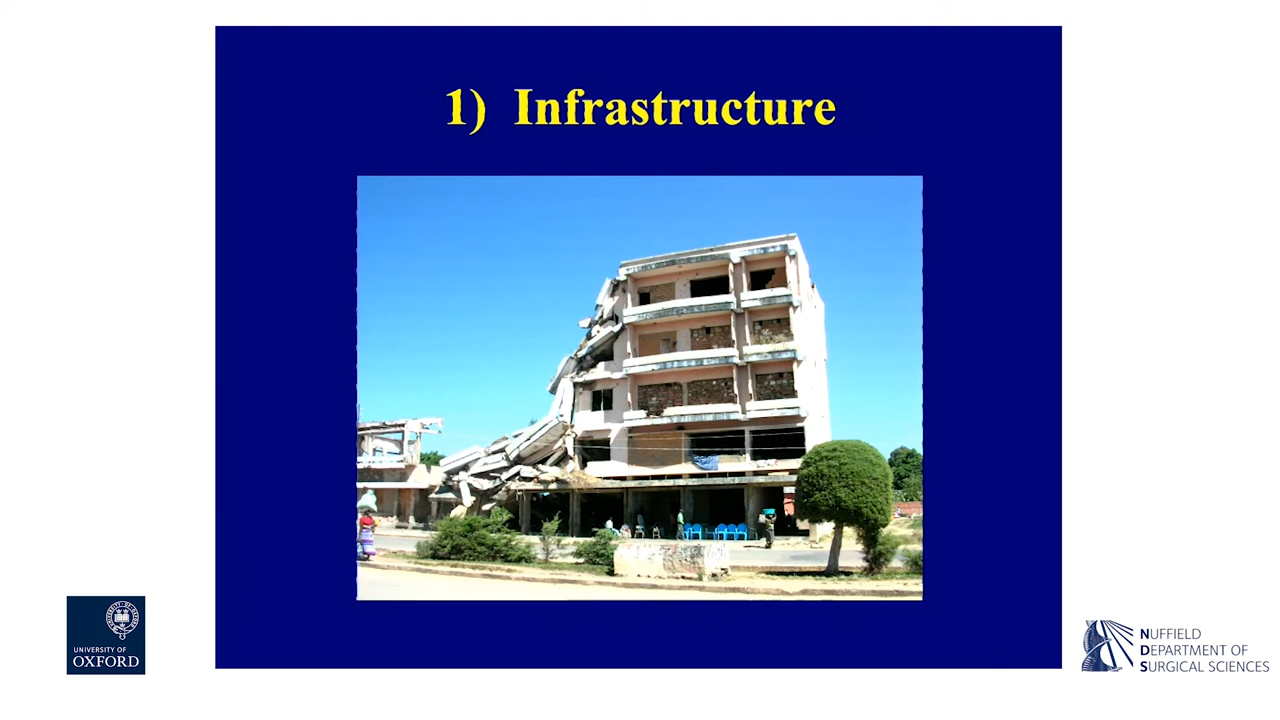 1) Infrastructure
UNIVERSITY OF
OXFORD
NUFFIELD
DEPARTMENT OF
SURGICAL SCIENCES